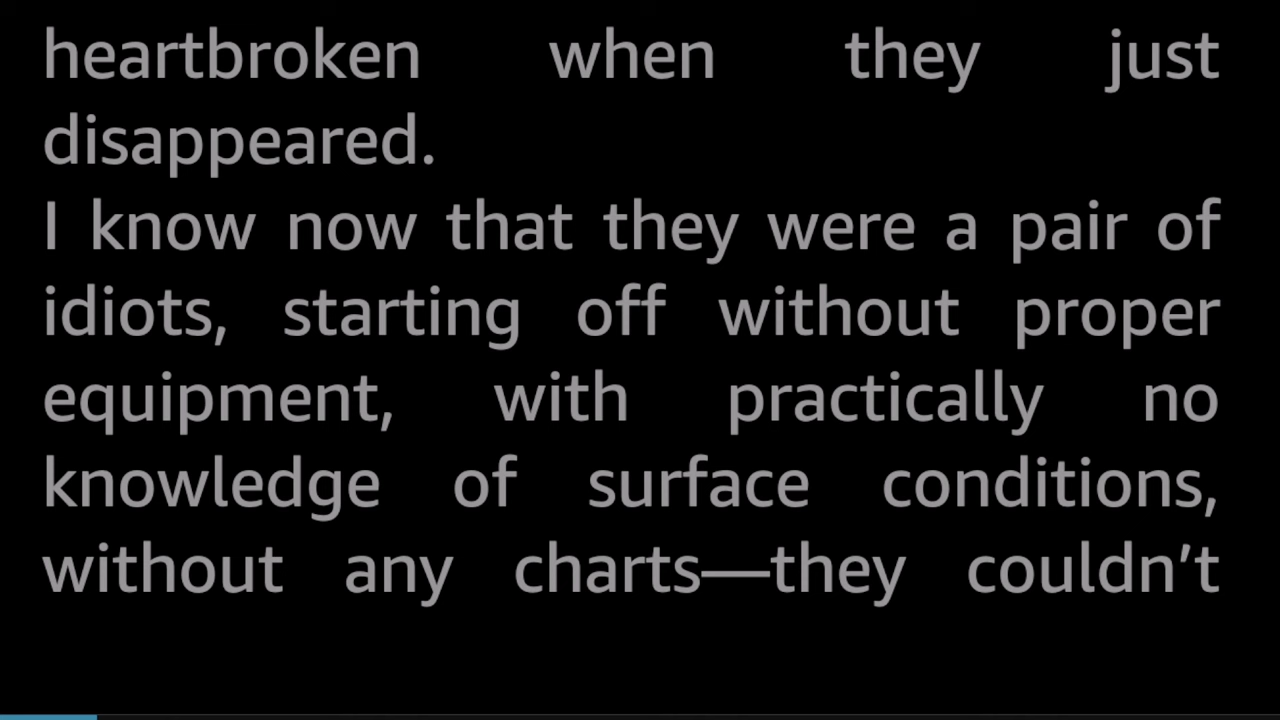 heartbroken when they just
disappeared.
I know now that they were a pair of
idiots, starting off without proper
equipment, with practically no
knowledge of surface conditions,
without any charts—they couldn’t